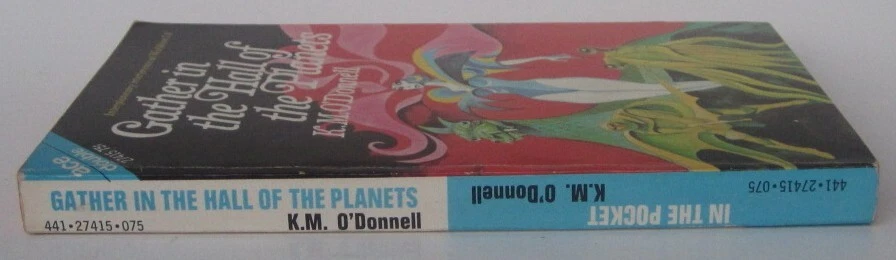 Gather in
the Hall of
the Planets
K.M. O'Donnell
ace
double
GATHER IN THE HALL OF THE PLANETS
K.M. O'Donnell
441•27415•075
IN THE POCKET
K.M. O'Donnell
441•27415•075